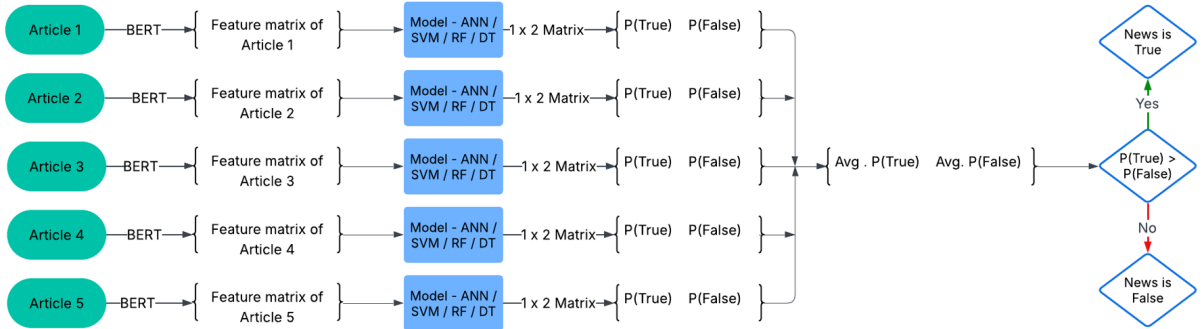 Article 1
BERT
Feature matrix of
Article 1
Model - ANN /
SVM / RF / DT
1 x 2 Matrix
P(True) P(False)
Article 2
BERT
Feature matrix of
Article 2
Model - ANN /
SVM / RF / DT
1 x 2 Matrix
P(True) P(False)
Article 3
BERT
Feature matrix of
Article 3
Model - ANN /
SVM / RF / DT
1 x 2 Matrix
P(True) P(False)
Article 4
BERT
Feature matrix of
Article 4
Model - ANN /
SVM / RF / DT
1 x 2 Matrix
P(True) P(False)
Article 5
BERT
Feature matrix of
Article 5
Model - ANN /
SVM / RF / DT
1 x 2 Matrix
P(True) P(False)
Avg . P(True) Avg. P(False)
P(True) >
P(False)
Yes
News is
True
No
News is
False